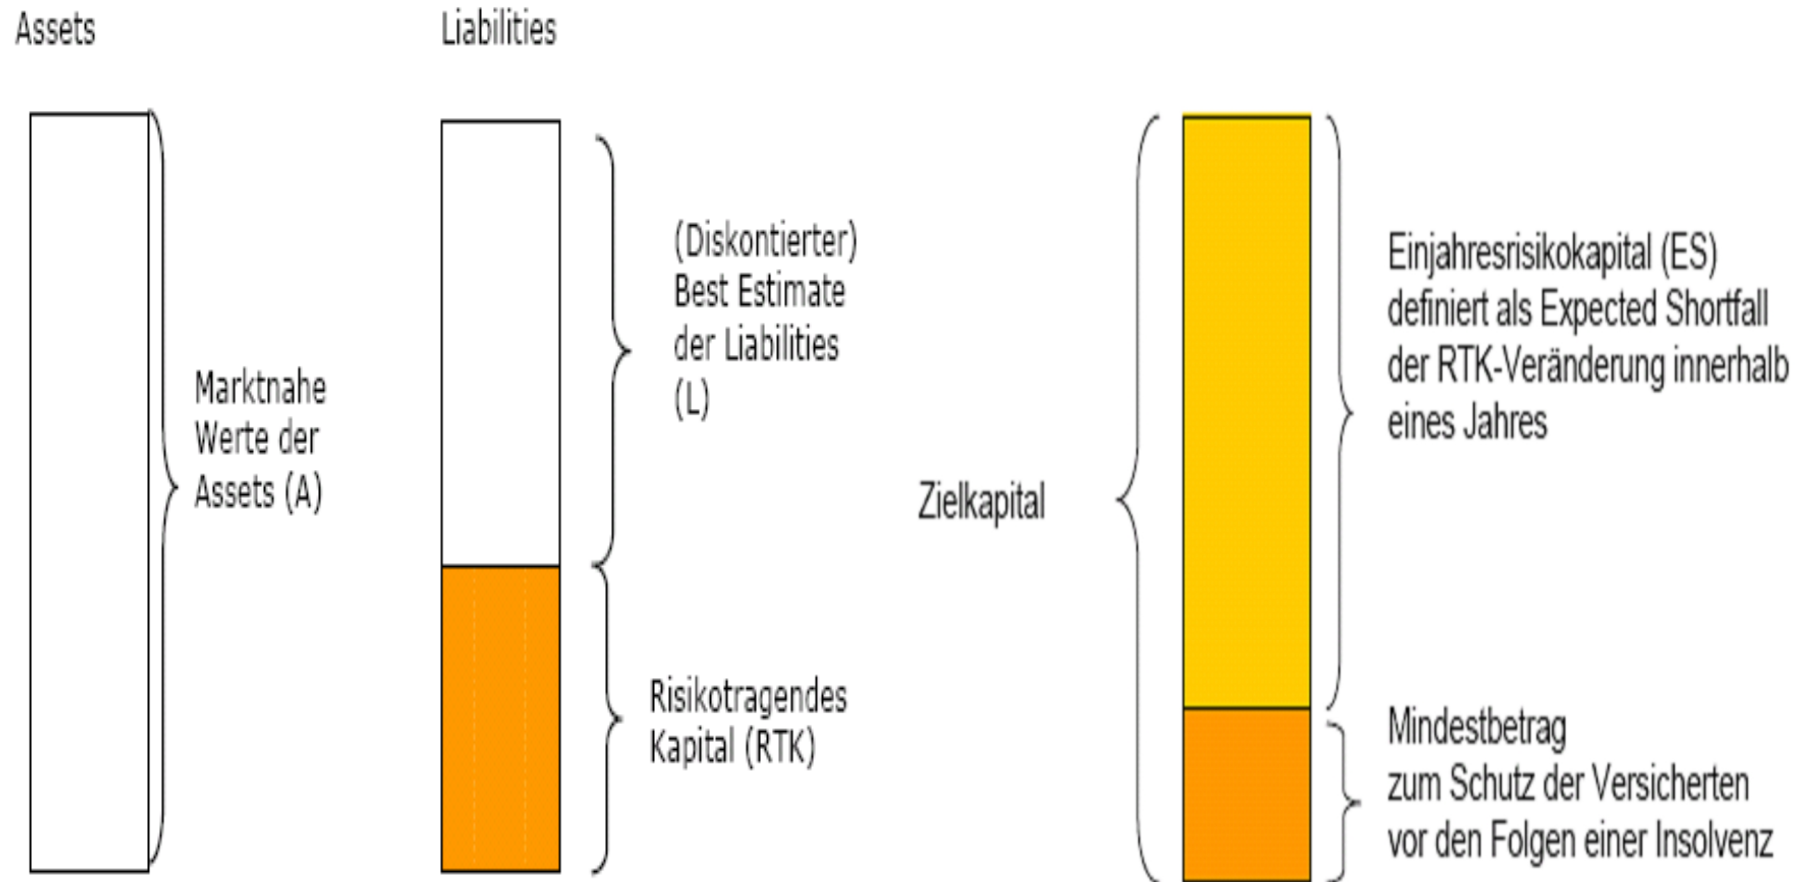 Assets
Liabilities
Marktnahe
Werte der
Assets (A)
(Diskontierter)
Best Estimate
der Liabilities
(L)
Risikotragendes
Kapital (RTK)
Zielkapital
Einjahresrisikokapital (ES)
definiert als Expected Shortfall
der RTK-Veränderung innerhalb
eines Jahres
Mindestbetrag
zum Schutz der Versicherten
vor den Folgen einer Insolvenz